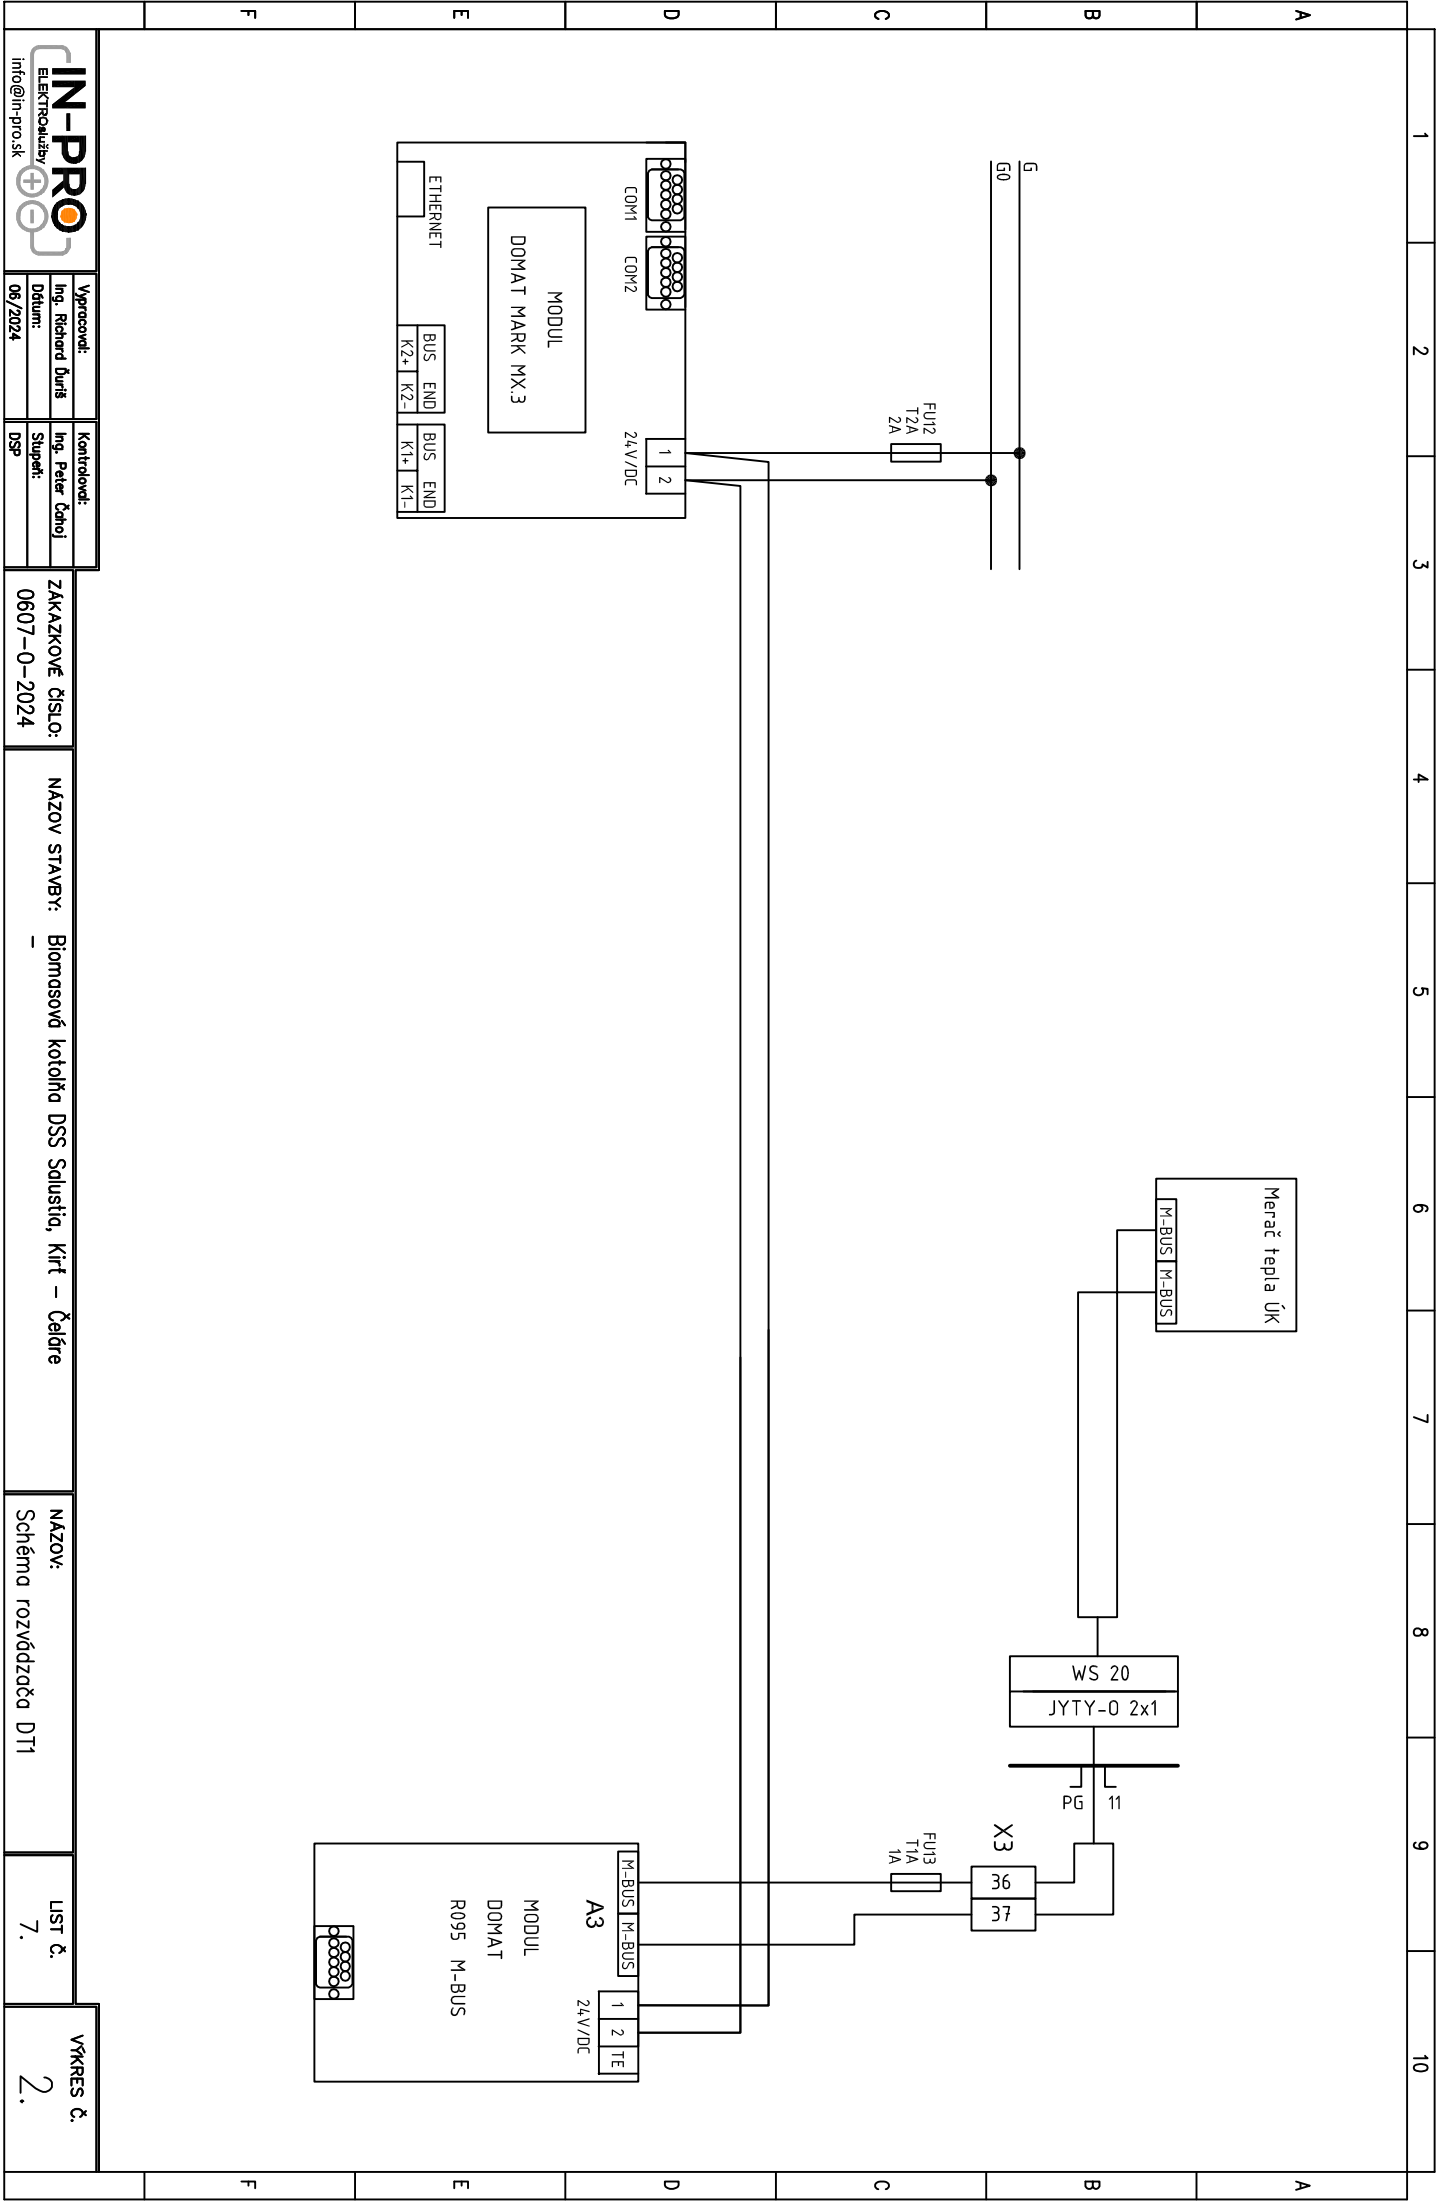 1
2
3
4
5
6
7
8
9
10
A
A
B
B
C
C
D
D
E
E
F
F
G
G0
Merač tepla ÚK
M-BUS
M-BUS
WS 20
JYTY-O 2x1
PG
11
X3
36
37
FU12
T2A
2A
FU13
T1A
1A
COM1
COM2
1
2
24V/DC
MODUL
DOMAT MARK MX.3
ETHERNET
BUS END
K2+
K2-
BUS END
K1+
K1-
M-BUS
M-BUS
A3
1
2
TE
24V/DC
MODUL
DOMAT
R095 M-BUS
IN-PRO
ELEKTROslužby
info@in-pro.sk
Vypracoval:
Ing. Richard Ďuriš
Dátum:
06/2024
Kontroloval:
Ing. Peter Čahoj
Stupeň:
DSP
ZÁKAZKOVÉ ČÍSLO:
0607-0-2024
NÁZOV STAVBY: Biomasová kotolňa DSS Salustia, Kirť - Čeláre
-
NÁZOV:
Schéma rozvádzača DT1
LIST Č.
7.
VÝKRES Č.
2.